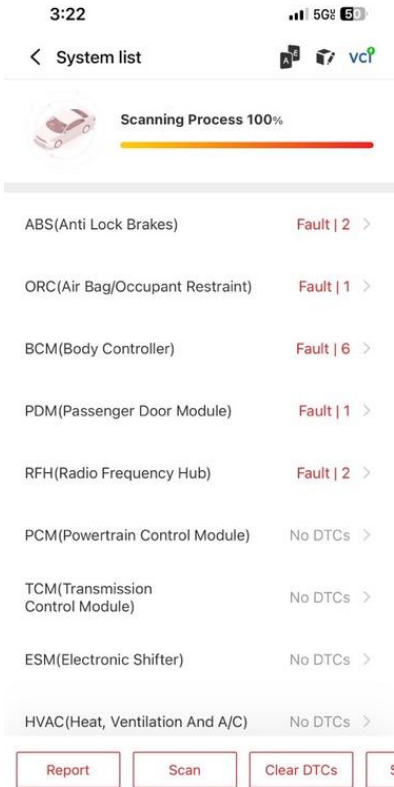 3:22
5G 50
System list
A E vci
Scanning Process 100%
ABS(Anti Lock Brakes) Fault | 2
ORC(Air Bag/Occupant Restraint) Fault | 1
BCM(Body Controller) Fault | 6
PDM(Passenger Door Module) Fault | 1
RFH(Radio Frequency Hub) Fault | 2
PCM(Powertrain Control Module) No DTCs
TCM(Transmission
Control Module) No DTCs
ESM(Electronic Shifter) No DTCs
HVAC(Heat, Ventilation And A/C) No DTCs
Report Scan Clear DTCs